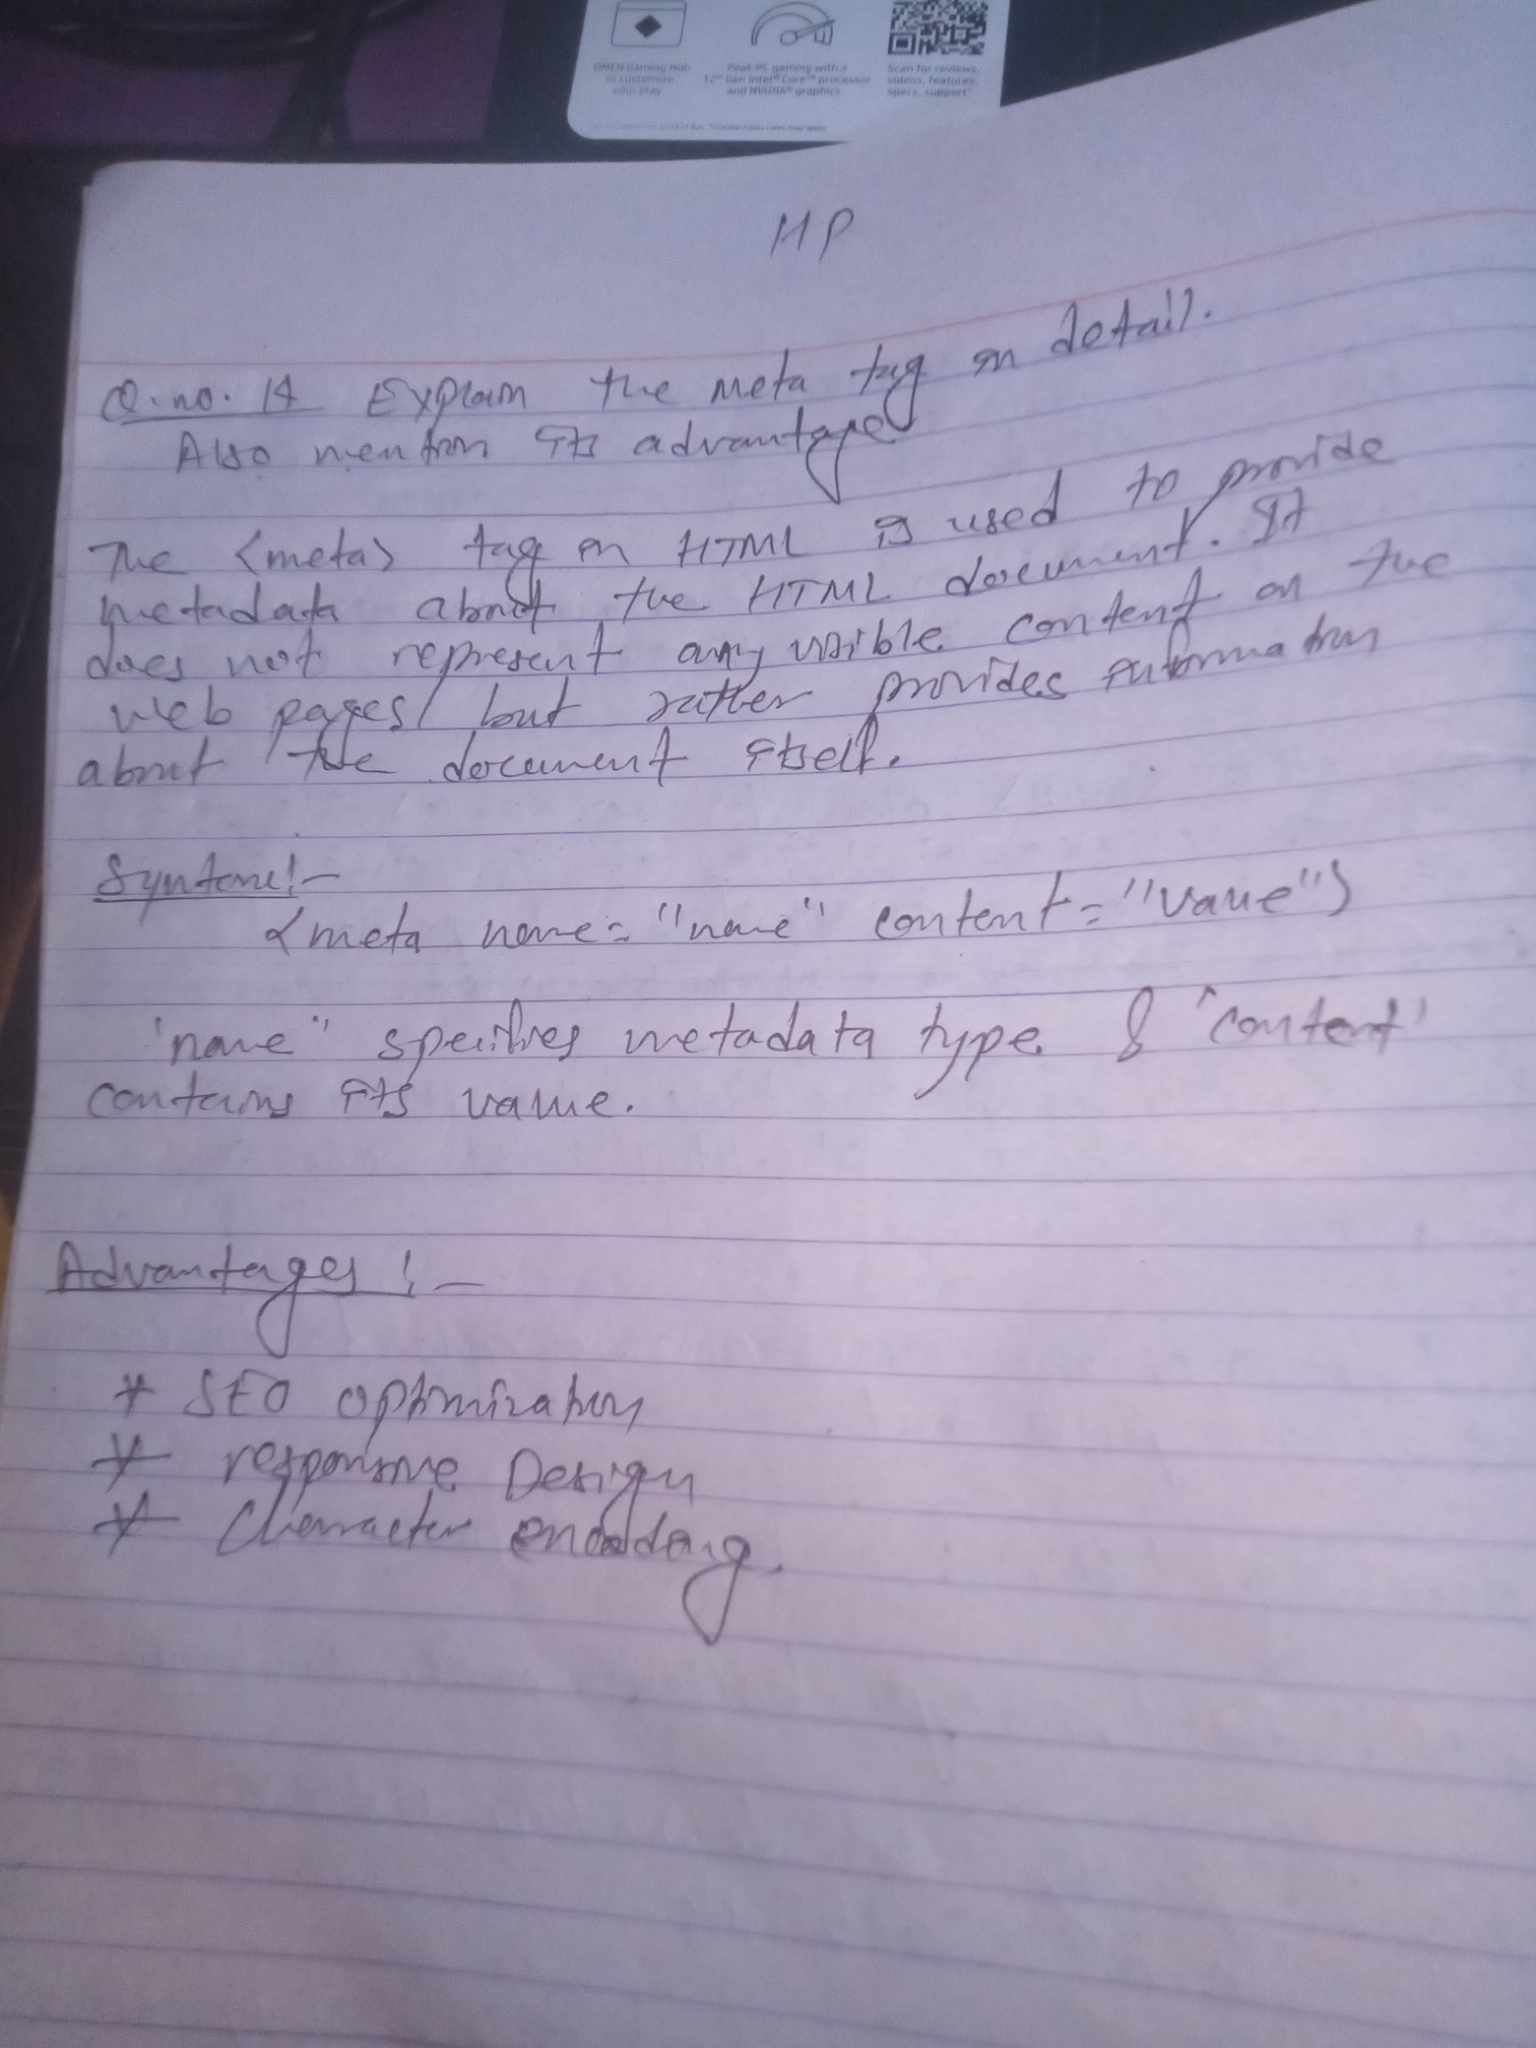 OMEN Gaming Hub
to customize
your play
Peak PC gaming with a
12th Gen Intel® Core™ processor
and NVIDIA® graphics
Scan for reviews,
videos, features,
specs, support
HP
Q.no. 14 Explain the meta tag in detail.
Also mention its advantages
The <meta> tag in HTML is used to provide
metadata about the HTML document. It
does not represent any visible content on the
web pages, but rather provides information
about the document itself.
Syntax:-
<meta name="name" content="value">
'name" specifies metadata type & 'content'
contains its value.
Advantages :-
* SEO optimization
* responsive Design
* Character encoding.